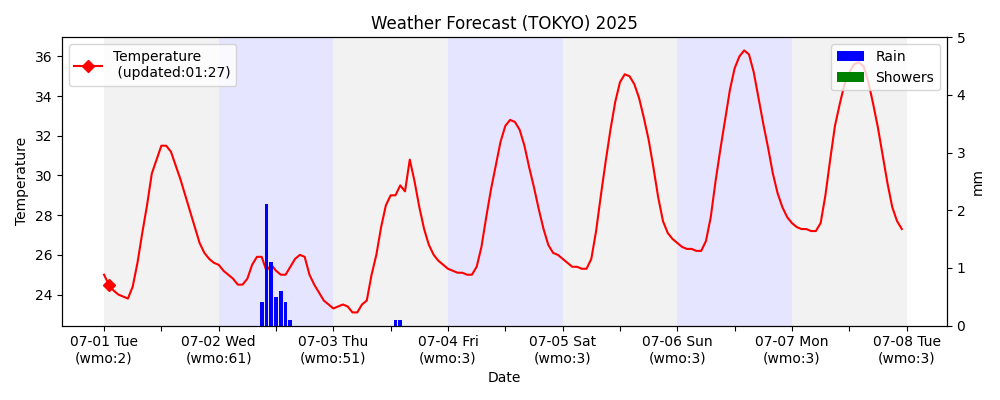 Weather Forecast (TOKYO) 2025
Temperature
(updated:01:27)
Rain
Showers
Temperature
36
34
32
30
28
26
24
5
4
3
2
1
0
mm
07-01 Tue
(wmo:2)
07-02 Wed
(wmo:61)
07-03 Thu
(wmo:51)
07-04 Fri
(wmo:3)
07-05 Sat
(wmo:3)
07-06 Sun
(wmo:3)
07-07 Mon
(wmo:3)
07-08 Tue
(wmo:3)
Date